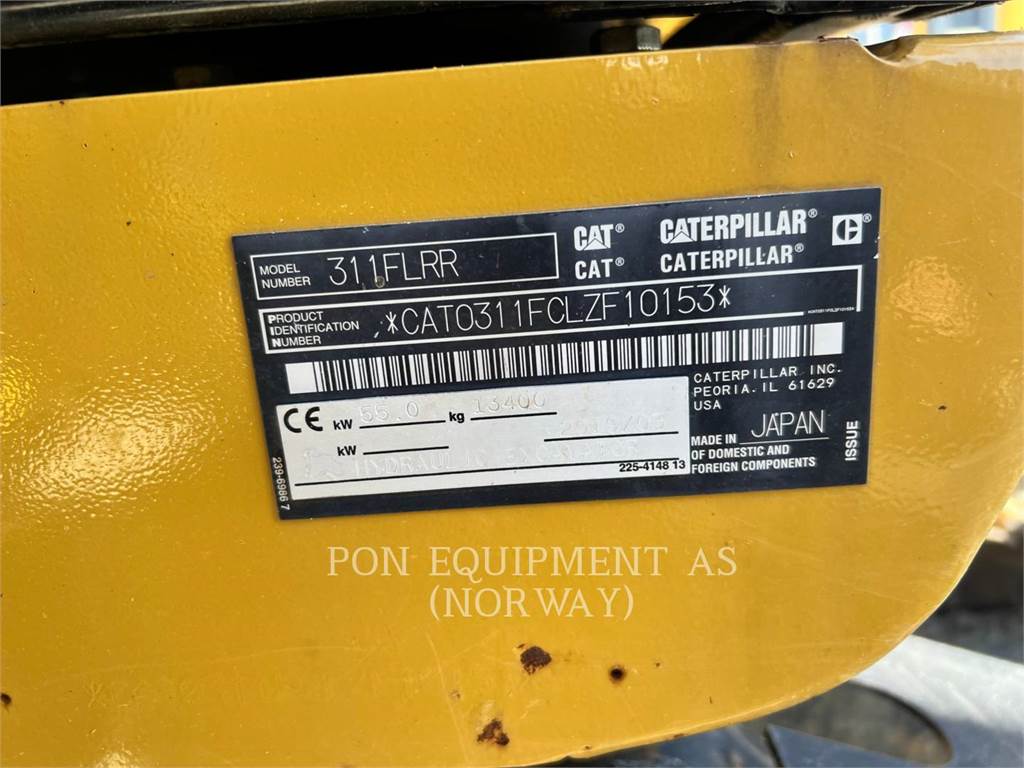 MODEL NUMBER 311FLRR
CAT® CATERPILLAR® C®
CAT® CATERPILLAR®
PRODUCT IDENTIFICATION NUMBER *CAT0311FCLZF10153*
CATERPILLAR INC.
PEORIA. IL 61629
USA
CE kW 55.0 kg 13400
kW
HYDRAULIC EXCAVATOR
225-4148 13
MADE IN JAPAN
OF DOMESTIC AND
FOREIGN COMPONENTS
ISSUE
239-6986 7
PON EQUIPMENT AS
(NORWAY)